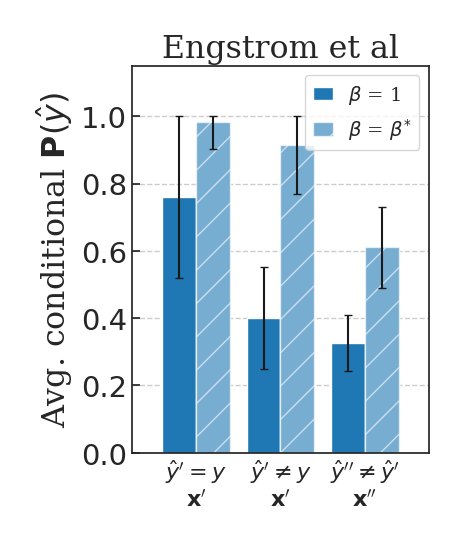 Engstrom et al
β = 1
β = β*
Avg. conditional P(ŷ)
1.0
0.8
0.6
0.4
0.2
0.0
ŷ′ = y ŷ′ ≠ y ŷ″ ≠ ŷ′
x′ x′ x″